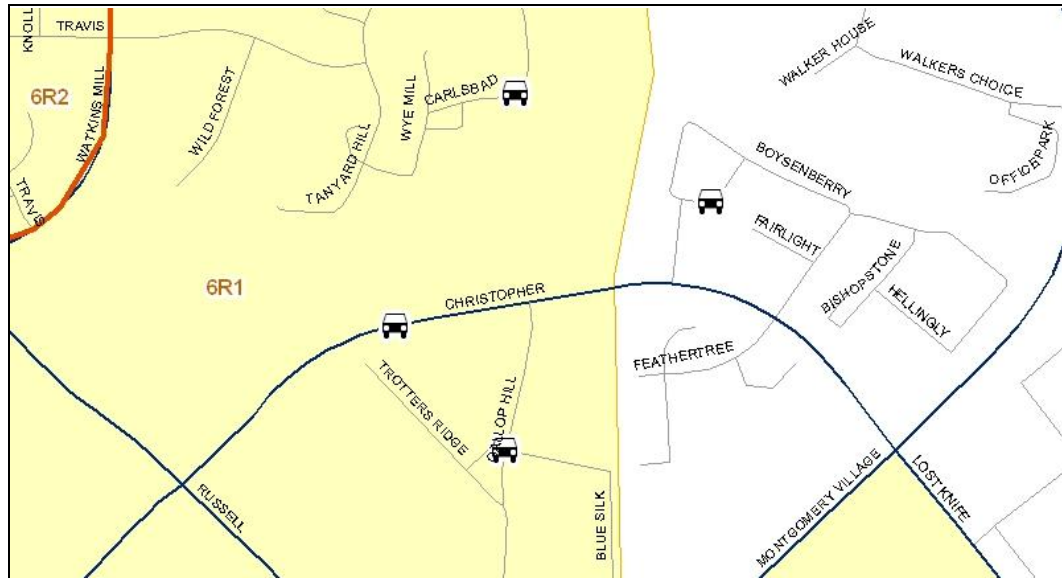 KNOLL
TRAVIS
WATKINS MILL
6R2
TRAVIS
WILD FOREST
TANYARD HILL
WYE MILL
CARLSBAD
WALKER HOUSE
WALKERS CHOICE
OFFICE PARK
BOYSENBERRY
FAIRLIGHT
BISHOPSTONE
HELLINGLY
6R1
CHRISTOPHER
FEATHERTREE
TROTTERS RIDGE
GALLOP HILL
RUSSELL
BLUE SILK
MONTGOMERY VILLAGE
LOST KNIFE